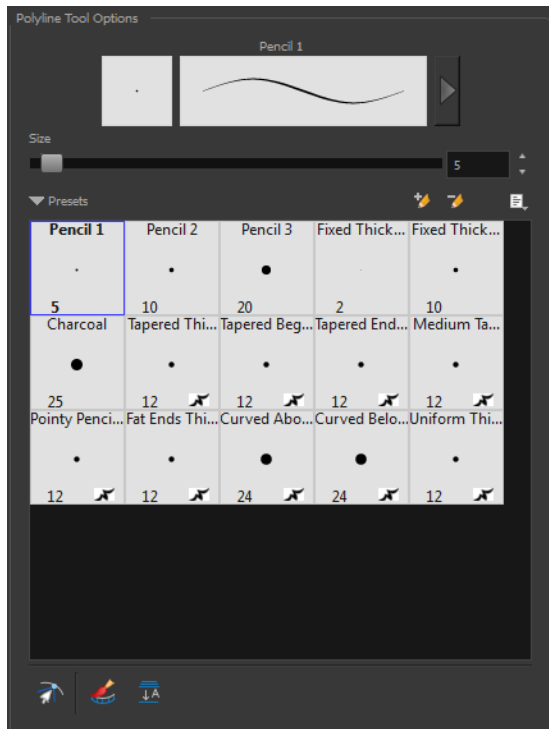 Polyline Tool Options
Pencil 1
Size
5
Presets
Pencil 1 Pencil 2 Pencil 3 Fixed Thick... Fixed Thick...
5 10 20 2 10
Charcoal Tapered Thi... Tapered Beg... Tapered End... Medium Ta...
25 12 12 12 12
Pointy Penci... Fat Ends Thi... Curved Abo... Curved Belo... Uniform Thi...
12 12 24 24 12
A